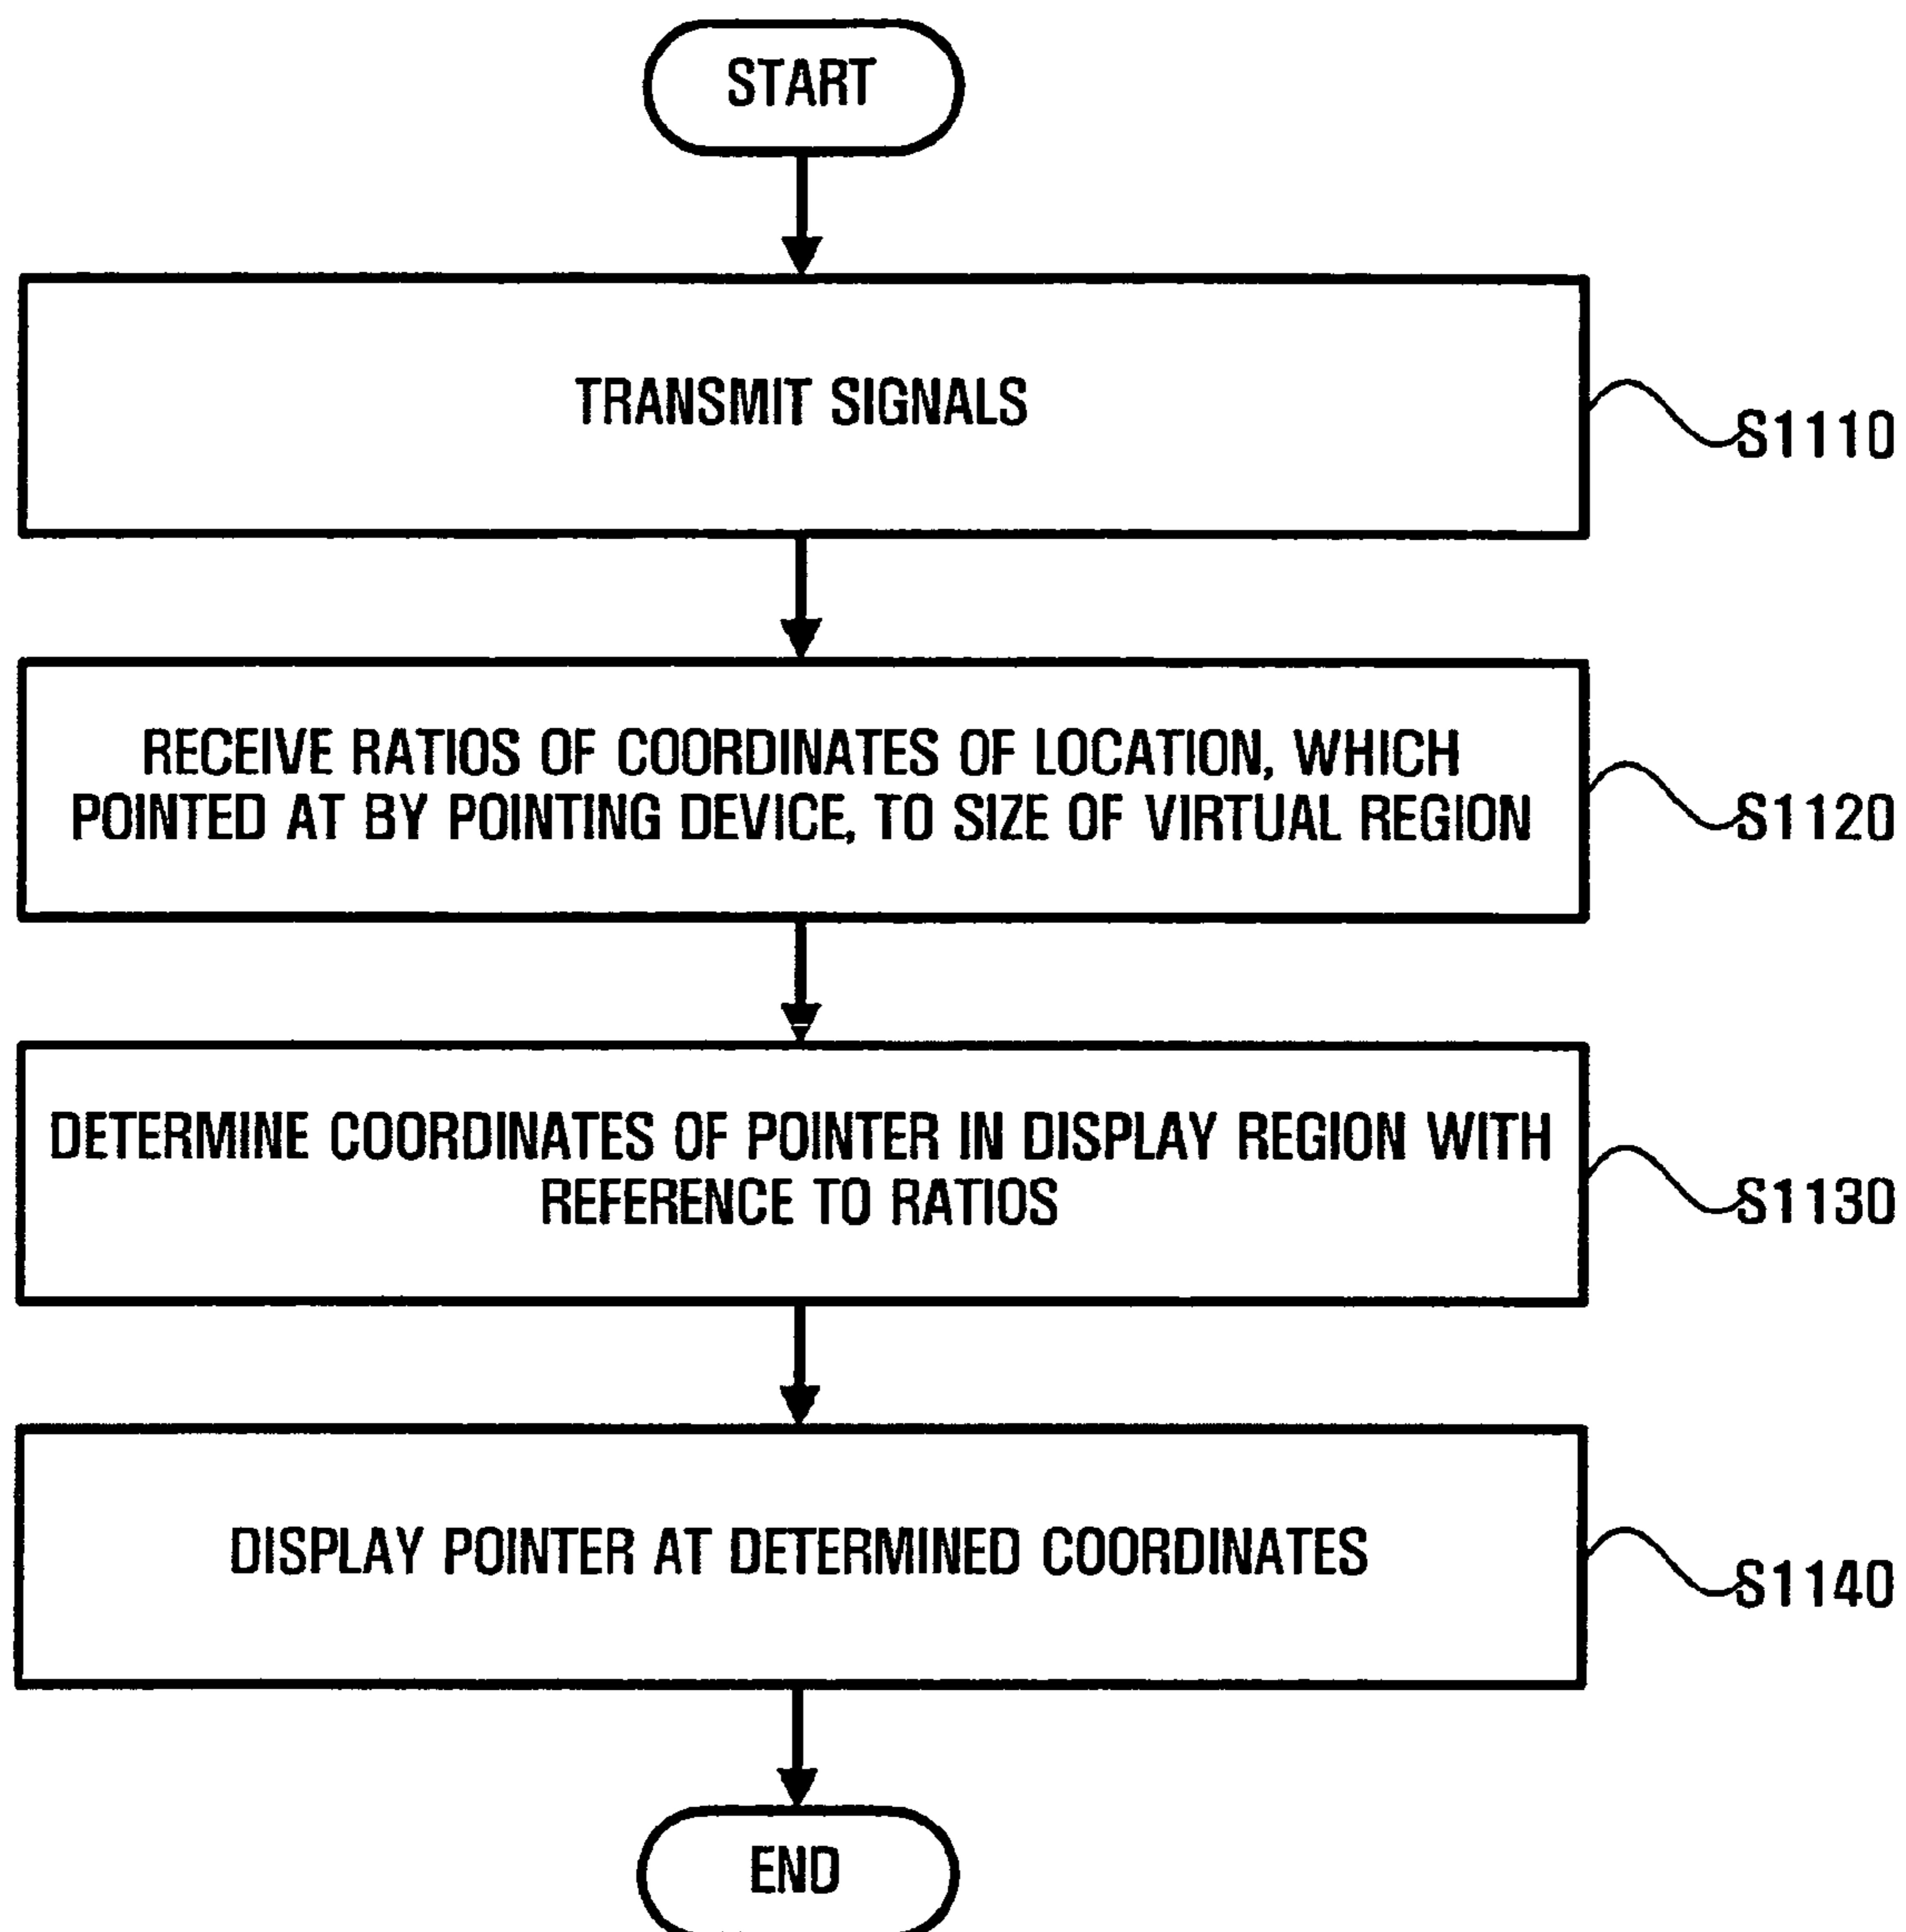 START
TRANSMIT SIGNALS
S1110
RECEIVE RATIOS OF COORDINATES OF LOCATION, WHICH
POINTED AT BY POINTING DEVICE, TO SIZE OF VIRTUAL REGION
S1120
DETERMINE COORDINATES OF POINTER IN DISPLAY REGION WITH
REFERENCE TO RATIOS
S1130
DISPLAY POINTER AT DETERMINED COORDINATES
S1140
END